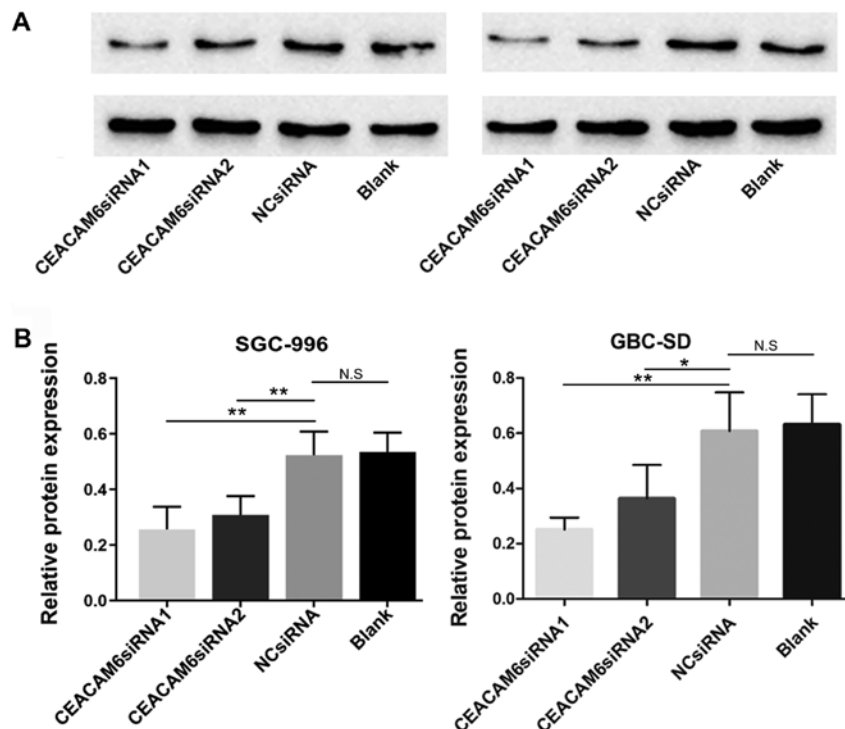 A
CEACAM6siRNA1
CEACAM6siRNA2
NCsiRNA
Blank
CEACAM6siRNA1
CEACAM6siRNA2
NCsiRNA
Blank
B
SGC-996
Relative protein expression
0.8
0.6
0.4
0.2
0.0
**
**
N.S
CEACAM6siRNA1
CEACAM6siRNA2
NCsiRNA
Blank
GBC-SD
Relative protein expression
0.8
0.6
0.4
0.2
0.0
**
*
N.S
CEACAM6siRNA1
CEACAM6siRNA2
NCsiRNA
Blank